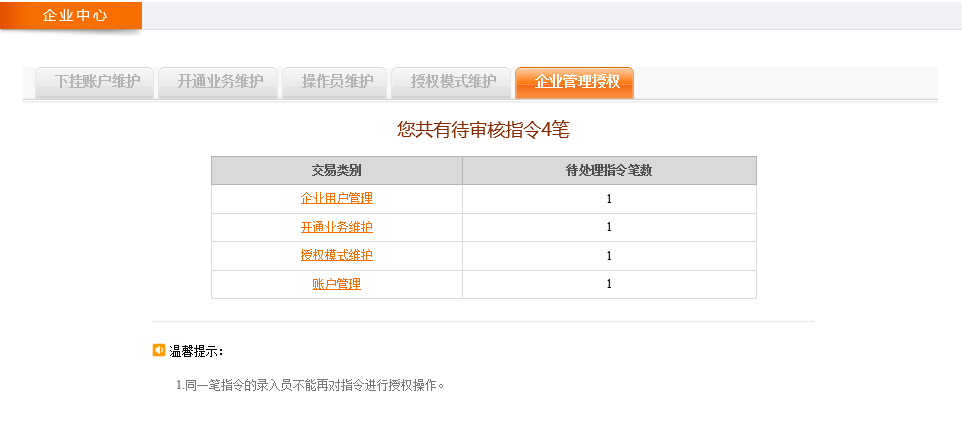 企业中心
下挂账户维护 开通业务维护 操作员维护 授权模式维护 企业管理授权
您共有待审核指令4笔
交易类别 待处理指令笔数
企业用户管理 1
开通业务维护 1
授权模式维护 1
账户管理 1
温馨提示：
1.同一笔指令的录入员不能再对指令进行授权操作。